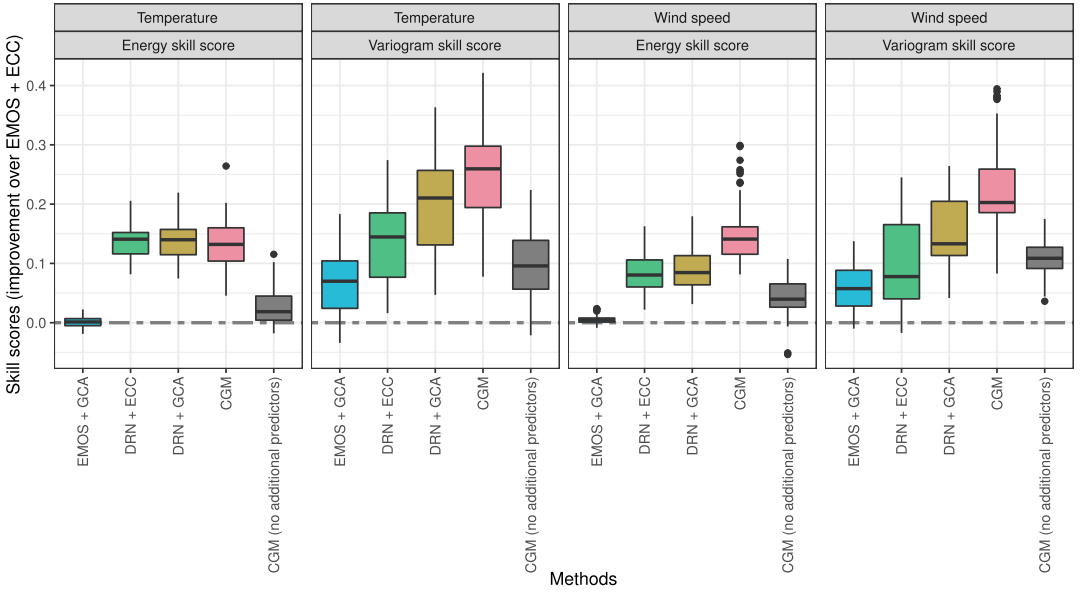 Temperature
Temperature
Wind speed
Wind speed
Energy skill score
Variogram skill score
Energy skill score
Variogram skill score
Skill scores (improvement over EMOS + ECC)
0.4
0.3
0.2
0.1
0.0
EMOS + GCA
DRN + ECC
DRN + GCA
CGM
CGM (no additional predictors)
EMOS + GCA
DRN + ECC
DRN + GCA
CGM
CGM (no additional predictors)
EMOS + GCA
DRN + ECC
DRN + GCA
CGM
CGM (no additional predictors)
EMOS + GCA
DRN + ECC
DRN + GCA
CGM
CGM (no additional predictors)
Methods